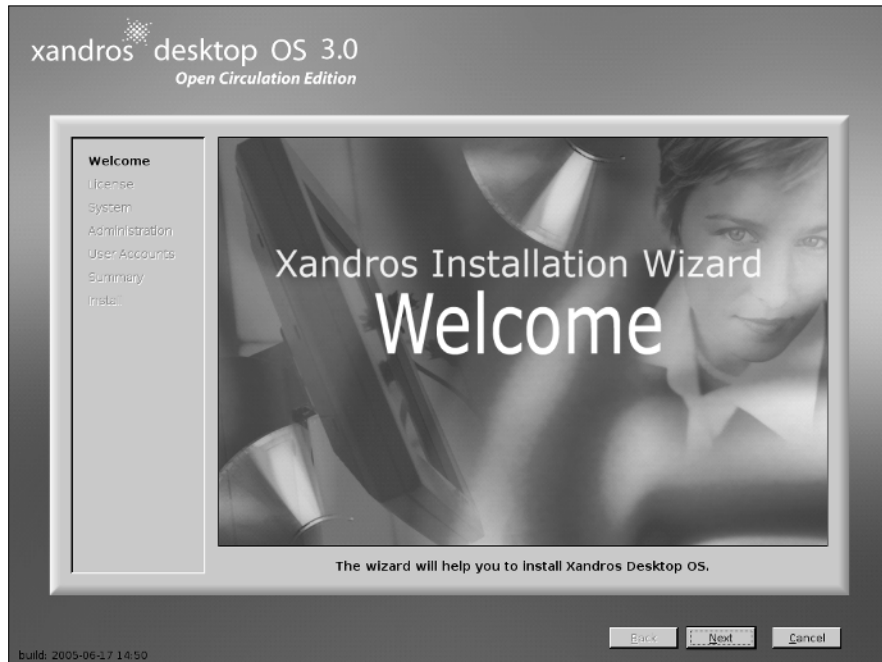 xandros desktop OS 3.0
Open Circulation Edition
Welcome
License
System
Administration
User Accounts
Summary
Install
Xandros Installation Wizard
Welcome
The wizard will help you to install Xandros Desktop OS.
Back
Next
Cancel
build: 2005-06-17 14:50